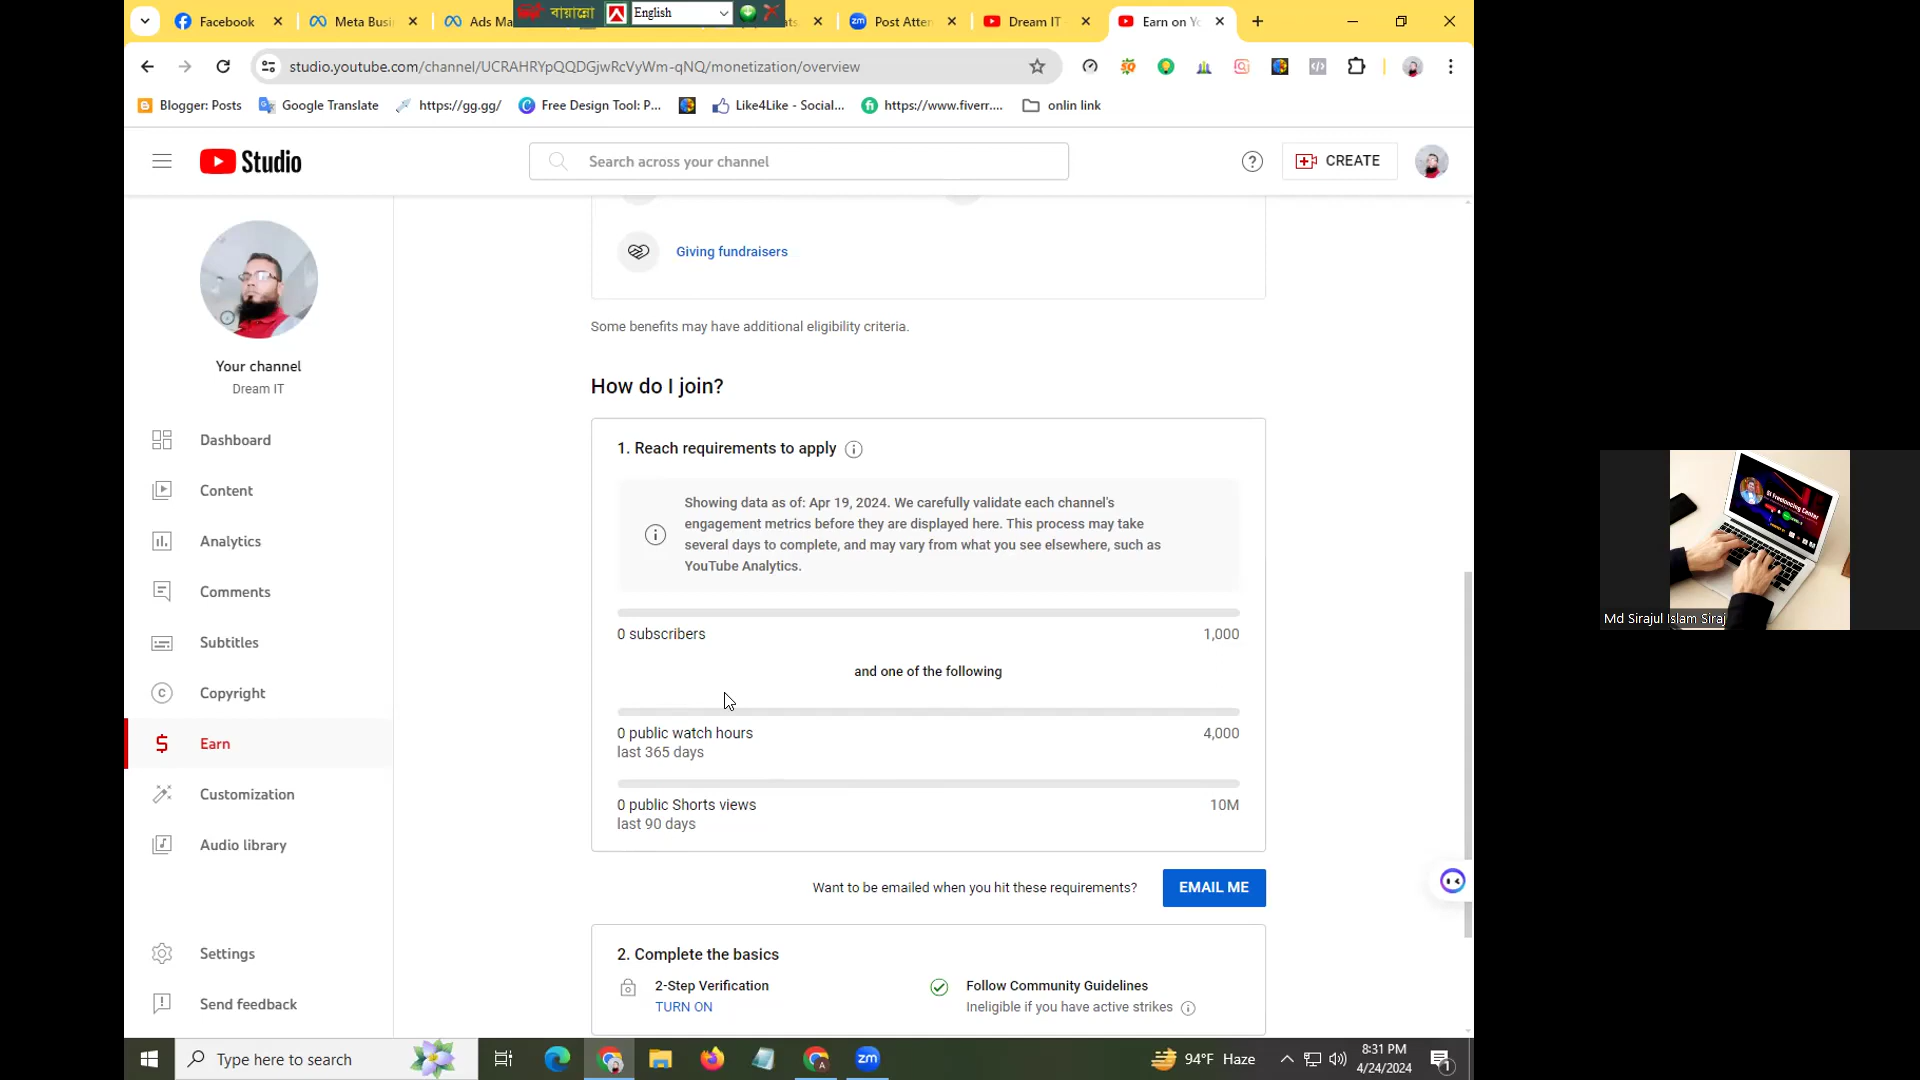 Facebook
Meta Busi
Ads Ma
বায়ান্নো
English
ats
Post Atten
Dream IT
Earn on Yo
studio.youtube.com/channel/UCRAHRYpQQDGjwRcVyWm-qNQ/monetization/overview
Blogger: Posts
Google Translate
https://gg.gg/
Free Design Tool: P...
Like4Like - Social...
https://www.fiverr....
onlin link
Studio
Search across your channel
CREATE
Giving fundraisers
Some benefits may have additional eligibility criteria.
Your channel
Dream IT
Dashboard
Content
Analytics
Comments
Subtitles
Copyright
Earn
Customization
Audio library
Settings
Send feedback
How do I join?
1. Reach requirements to apply
Showing data as of: Apr 19, 2024. We carefully validate each channel's
engagement metrics before they are displayed here. This process may take
several days to complete, and may vary from what you see elsewhere, such as
YouTube Analytics.
0 subscribers
1,000
and one of the following
0 public watch hours
4,000
last 365 days
0 public Shorts views
10M
last 90 days
Want to be emailed when you hit these requirements?
EMAIL ME
2. Complete the basics
2-Step Verification
TURN ON
Follow Community Guidelines
Ineligible if you have active strikes
SI Freelancing Center
Md Sirajul Islam Siraj
Type here to search
zm
94°F Haze
8:31 PM
4/24/2024
1